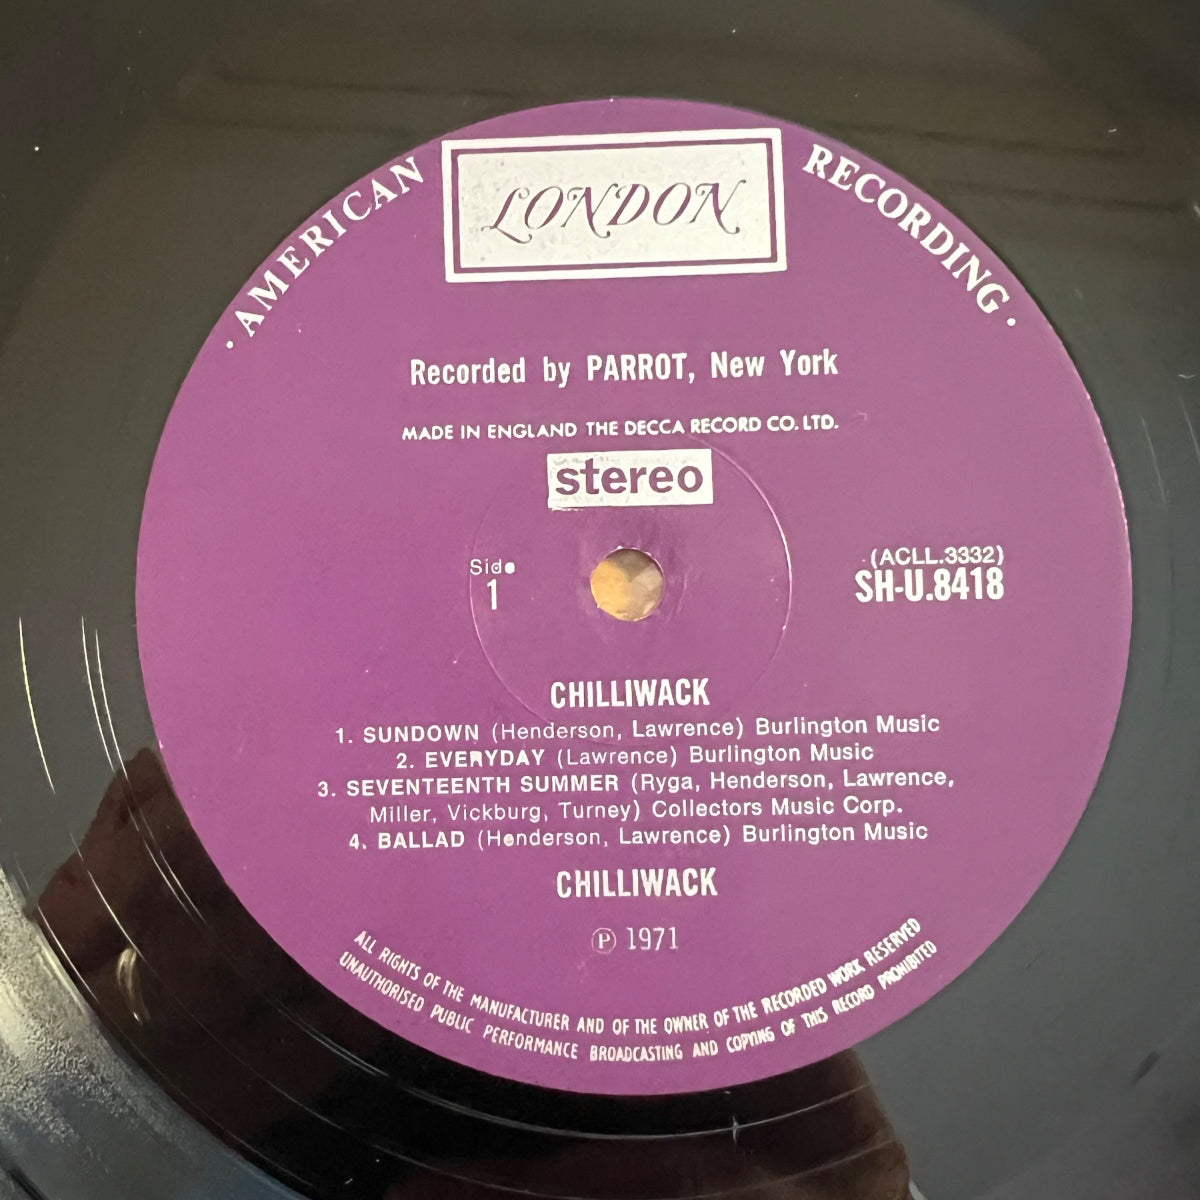 · AMERICAN RECORDING ·
LONDON
Recorded by PARROT, New York
MADE IN ENGLAND THE DECCA RECORD CO. LTD.
stereo
Side
1
(ACLL.3332)
SH-U.8418
CHILLIWACK
1. SUNDOWN (Henderson, Lawrence) Burlington Music
2. EVERYDAY (Lawrence) Burlington Music
3. SEVENTEENTH SUMMER (Ryga, Henderson, Lawrence,
Miller, Vickburg, Turney) Collectors Music Corp.
4. BALLAD (Henderson, Lawrence) Burlington Music
CHILLIWACK
Ⓟ 1971
ALL RIGHTS OF THE MANUFACTURER AND OF THE OWNER OF THE RECORDED WORK RESERVED
UNAUTHORISED PUBLIC PERFORMANCE BROADCASTING AND COPYING OF THIS RECORD PROHIBITED